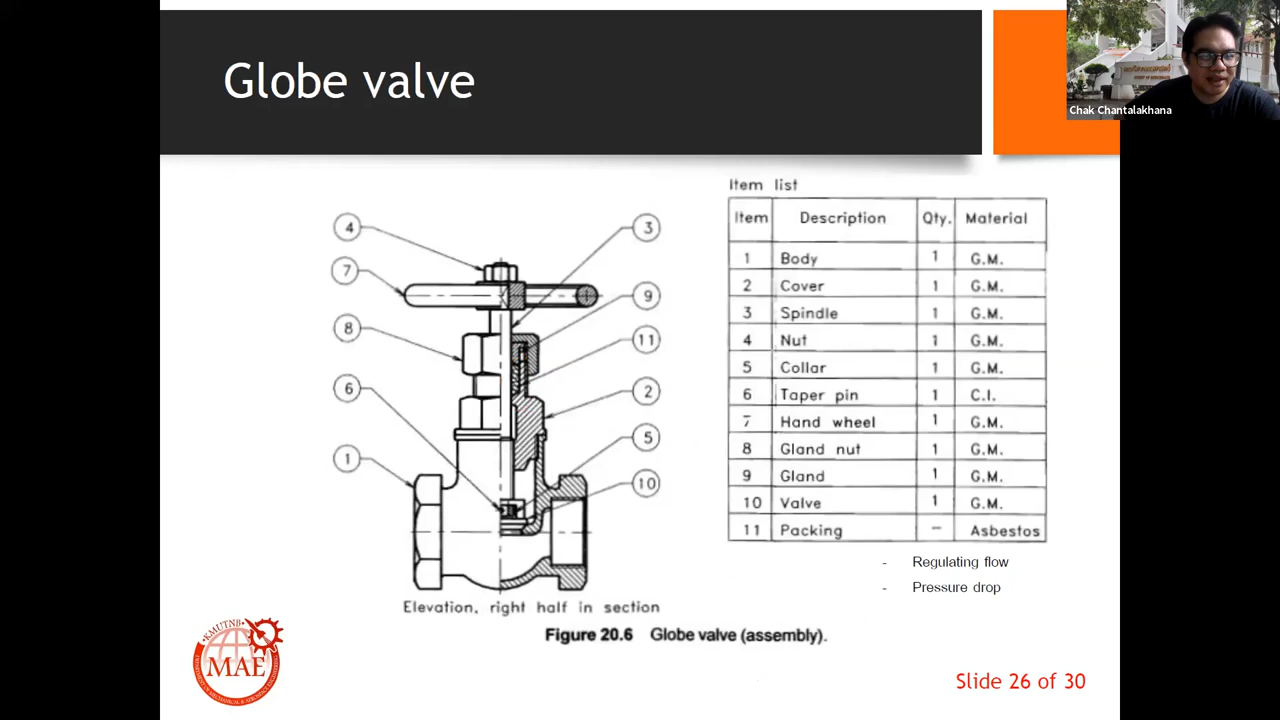 Globe valve
Chak Chantalakhana
Item list
Item Description Qty. Material
1 Body 1 G.M.
2 Cover 1 G.M.
3 Spindle 1 G.M.
4 Nut 1 G.M.
5 Collar 1 G.M.
6 Taper pin 1 C.I.
7 Hand wheel 1 G.M.
8 Gland nut 1 G.M.
9 Gland 1 G.M.
10 Valve 1 G.M.
11 Packing – Asbestos
4
3
7
9
8
11
6
2
5
1
10
Elevation, right half in section
Figure 20.6 Globe valve (assembly).
- Regulating flow
- Pressure drop
KMUTNB
MAE
Slide 26 of 30